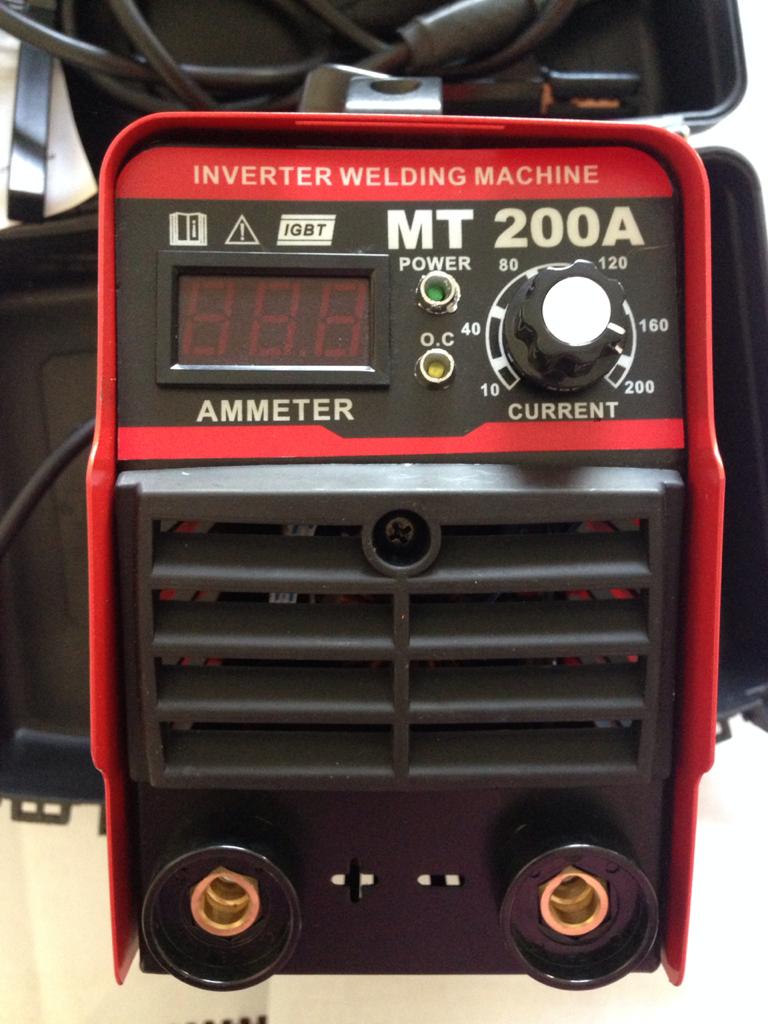 INVERTER WELDING MACHINE
i IGBT MT 200A
POWER 80 120
O.C 40 160
10 200
AMMETER CURRENT
+ -